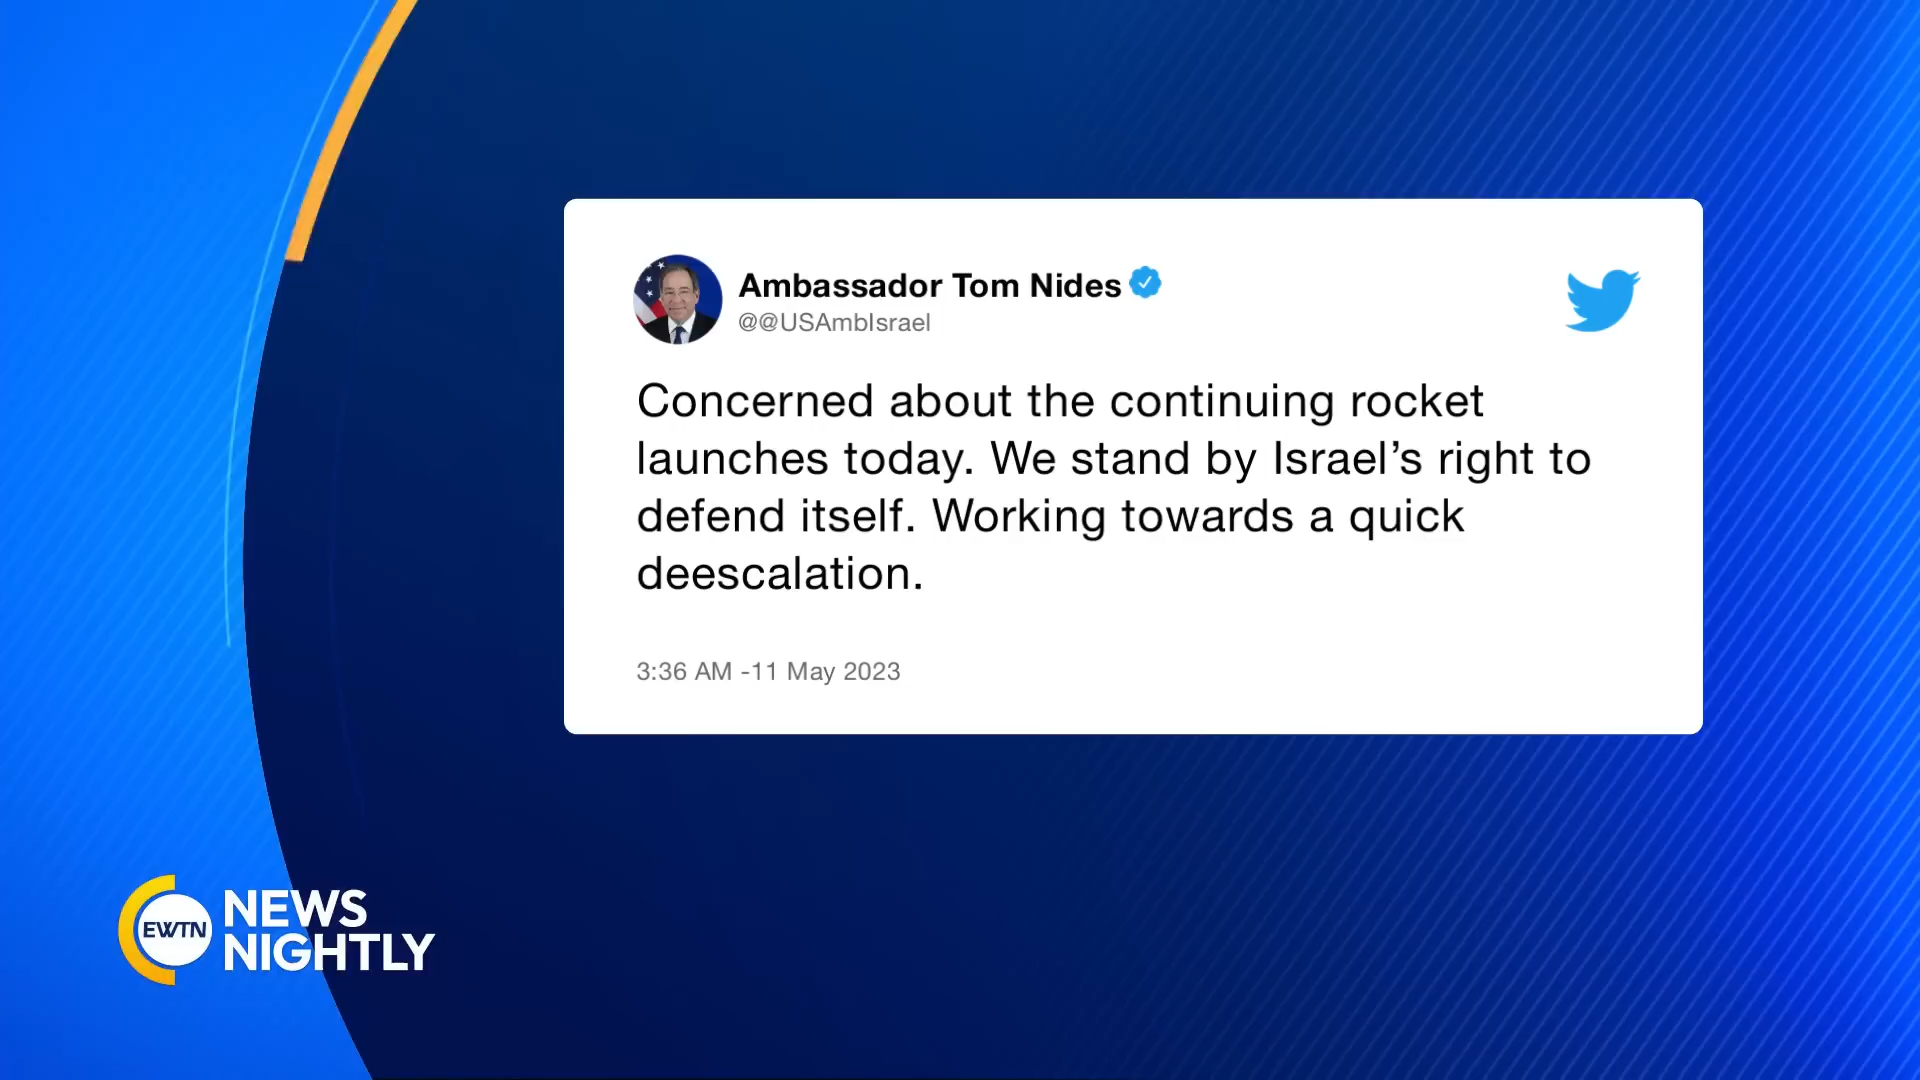 Ambassador Tom Nides
@@USAmbIsrael
Concerned about the continuing rocket
launches today. We stand by Israel’s right to
defend itself. Working towards a quick
deescalation.
3:36 AM -11 May 2023
EWTN
NEWS
NIGHTLY